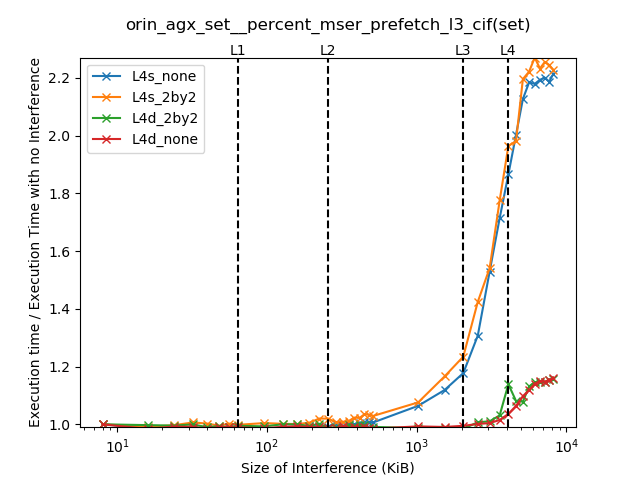 orin_agx_set__percent_mser_prefetch_l3_cif(set)
L1 L2 L3 L4
L4s_none
L4s_2by2
L4d_2by2
L4d_none
Execution time / Execution Time with no Interference
2.2
2.0
1.8
1.6
1.4
1.2
1.0
10¹ 10² 10³ 10⁴
Size of Interference (KiB)